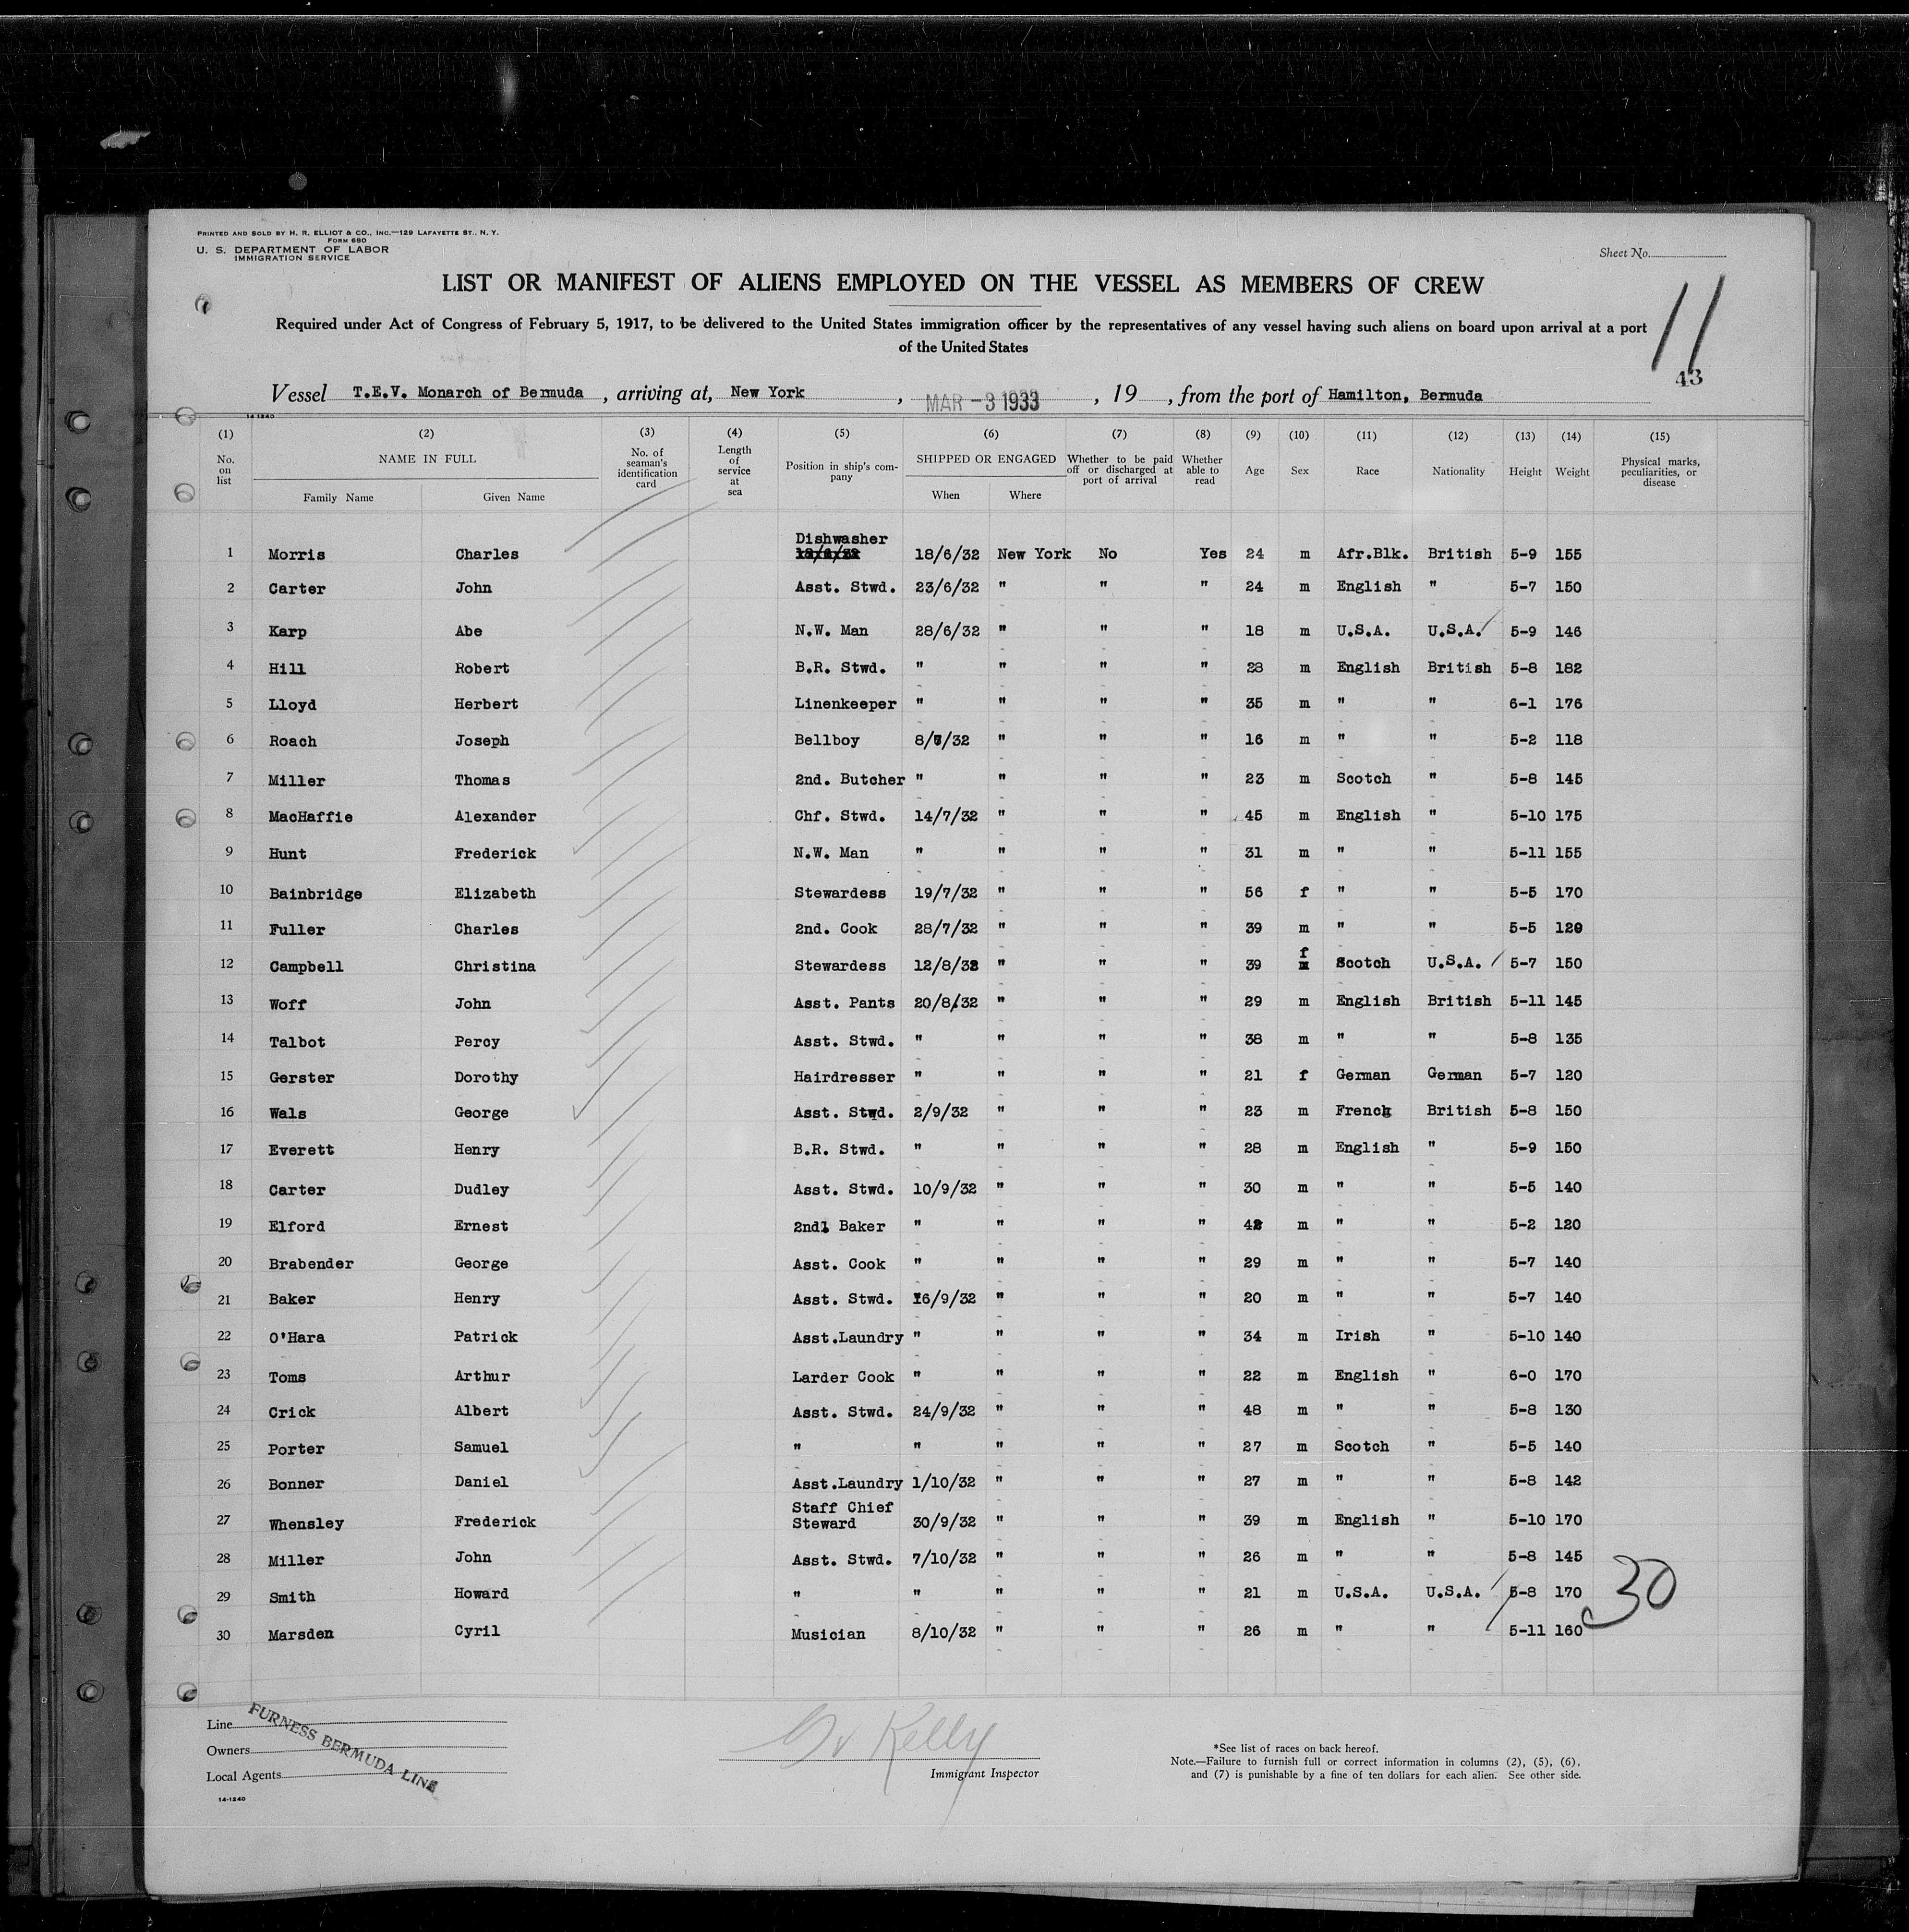 PRINTED AND SOLD BY H. R. ELLIOT & CO., INC.—129 LAFAYETTE ST., N. Y.
FORM 680
U. S. DEPARTMENT OF LABOR
IMMIGRATION SERVICE
Sheet No.
LIST OR MANIFEST OF ALIENS EMPLOYED ON THE VESSEL AS MEMBERS OF CREW
11
Required under Act of Congress of February 5, 1917, to be delivered to the United States immigration officer by the representatives of any vessel having such aliens on board upon arrival at a port
of the United States
43
Vessel T.E.V. Monarch of Bermuda, arriving at, New York, MAR -3 1933, 19 , from the port of Hamilton, Bermuda
14-1240
(1) (2) (3) (4) (5) (6) (7) (8) (9) (10) (11) (12) (13) (14) (15)
No. on list NAME IN FULL Family Name Given Name No. of seaman's identification card Length of service at sea Position in ship's company SHIPPED OR ENGAGED When Where Whether to be paid off or discharged at port of arrival Whether able to read Age Sex Race Nationality Height Weight Physical marks, peculiarities, or disease
1 Morris Charles Dishwasher 18/6/32 New York No Yes 24 m Afr.Blk. British 5-9 155
2 Carter John Asst. Stwd. 23/6/32 " " " 24 m English " 5-7 150
3 Karp Abe N.W. Man 28/6/32 " " " 18 m U.S.A. U.S.A. 5-9 146
4 Hill Robert B.R. Stwd. " " " " 28 m English British 5-8 182
5 Lloyd Herbert Linenkeeper " " " " 35 m " " 6-1 176
6 Roach Joseph Bellboy 8/7/32 " " " 16 m " " 5-2 118
7 Miller Thomas 2nd. Butcher " " " " 23 m Scotch " 5-8 145
8 MacHaffie Alexander Chf. Stwd. 14/7/32 " " " 45 m English " 5-10 175
9 Hunt Frederick N.W. Man " " " " 31 m " " 5-11 155
10 Bainbridge Elizabeth Stewardess 19/7/32 " " " 56 f " " 5-5 170
11 Fuller Charles 2nd. Cook 28/7/32 " " " 39 m " " 5-5 129
12 Campbell Christina Stewardess 12/8/32 " " " 39 f Scotch U.S.A. 5-7 150
13 Woff John Asst. Pants 20/8/32 " " " 29 m English British 5-11 145
14 Talbot Percy Asst. Stwd. " " " " 38 m " " 5-8 135
15 Gerster Dorothy Hairdresser " " " " 21 f German German 5-7 120
16 Wals George Asst. Stwd. 2/9/32 " " " 23 m French British 5-8 150
17 Everett Henry B.R. Stwd. " " " " 28 m English " 5-9 150
18 Carter Dudley Asst. Stwd. 10/9/32 " " " 30 m " " 5-5 140
19 Elford Ernest 2nd. Baker " " " " 42 m " " 5-2 120
20 Brabender George Asst. Cook " " " " 29 m " " 5-7 140
21 Baker Henry Asst. Stwd. 16/9/32 " " " 20 m " " 5-7 140
22 O'Hara Patrick Asst.Laundry " " " " 34 m Irish " 5-10 140
23 Toms Arthur Larder Cook " " " " 22 m English " 6-0 170
24 Crick Albert Asst. Stwd. 24/9/32 " " " 48 m " " 5-8 130
25 Porter Samuel " " " " " 27 m Scotch " 5-5 140
26 Bonner Daniel Asst.Laundry 1/10/32 " " " 27 m " " 5-8 142
27 Whensley Frederick Staff Chief Steward 30/9/32 " " " 39 m English " 5-10 170
28 Miller John Asst. Stwd. 7/10/32 " " " 26 m " " 5-8 145
29 Smith Howard " " " " " 21 m U.S.A. U.S.A. 5-8 170
30 Marsden Cyril Musician 8/10/32 " " " 26 m " " 5-11 160
30
Line
Owners
Local Agents
FURNESS BERMUDA LINE
14-1240
Kelly
Immigrant Inspector
*See list of races on back hereof.
Note.—Failure to furnish full or correct information in columns (2), (5), (6),
and (7) is punishable by a fine of ten dollars for each alien. See other side.